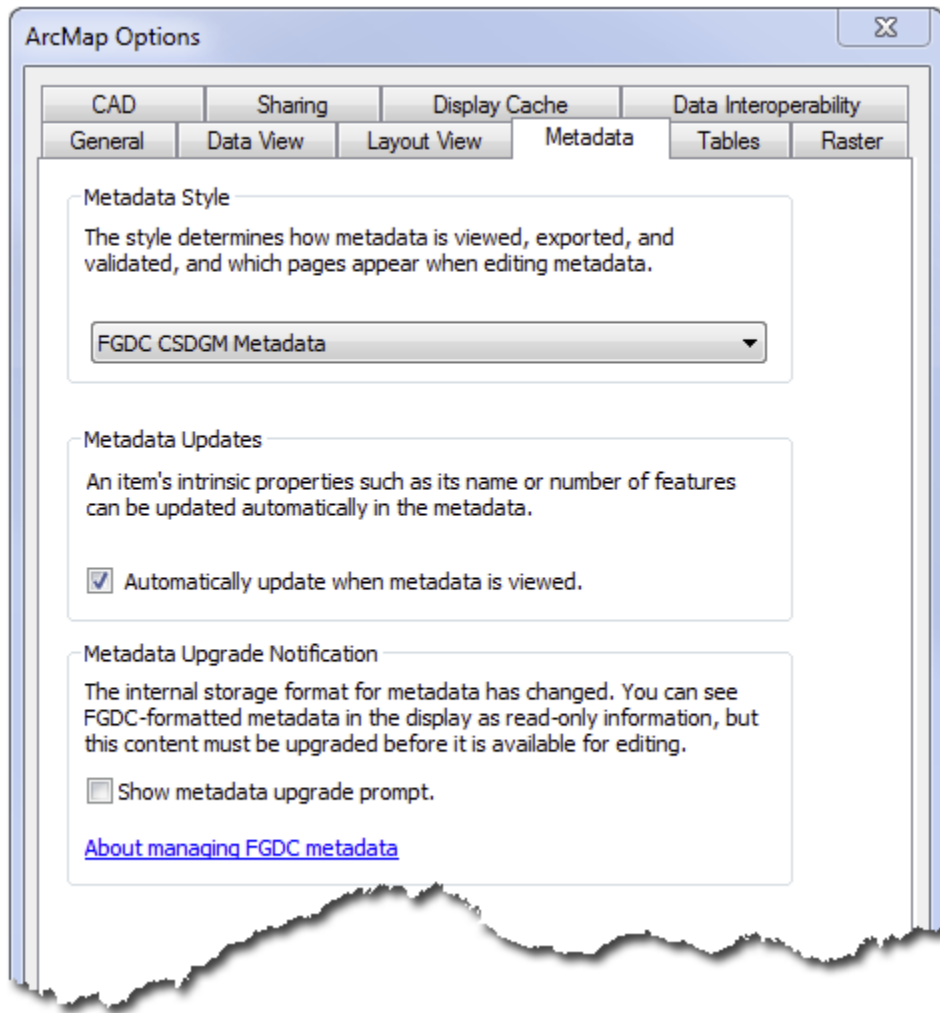 ArcMap Options
CAD Sharing Display Cache Data Interoperability
General Data View Layout View Metadata Tables Raster
Metadata Style
The style determines how metadata is viewed, exported, and
validated, and which pages appear when editing metadata.
FGDC CSDGM Metadata
Metadata Updates
An item's intrinsic properties such as its name or number of features
can be updated automatically in the metadata.
Automatically update when metadata is viewed.
Metadata Upgrade Notification
The internal storage format for metadata has changed. You can see
FGDC-formatted metadata in the display as read-only information, but
this content must be upgraded before it is available for editing.
Show metadata upgrade prompt.
About managing FGDC metadata